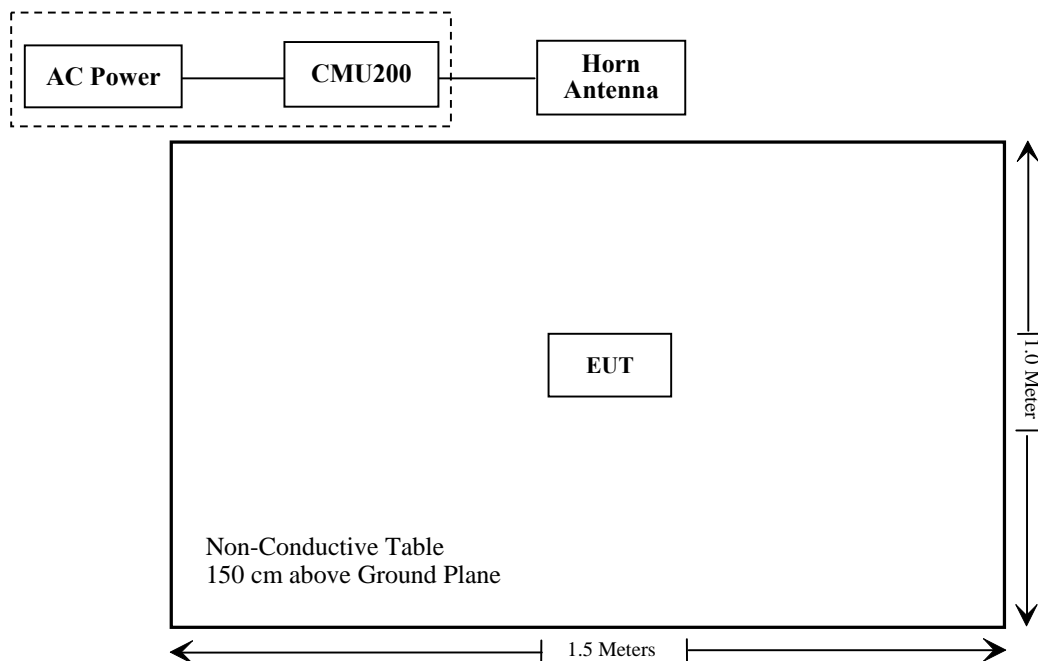 AC Power
CMU200
Horn
Antenna
EUT
1.0 Meter
Non-Conductive Table
150 cm above Ground Plane
1.5 Meters